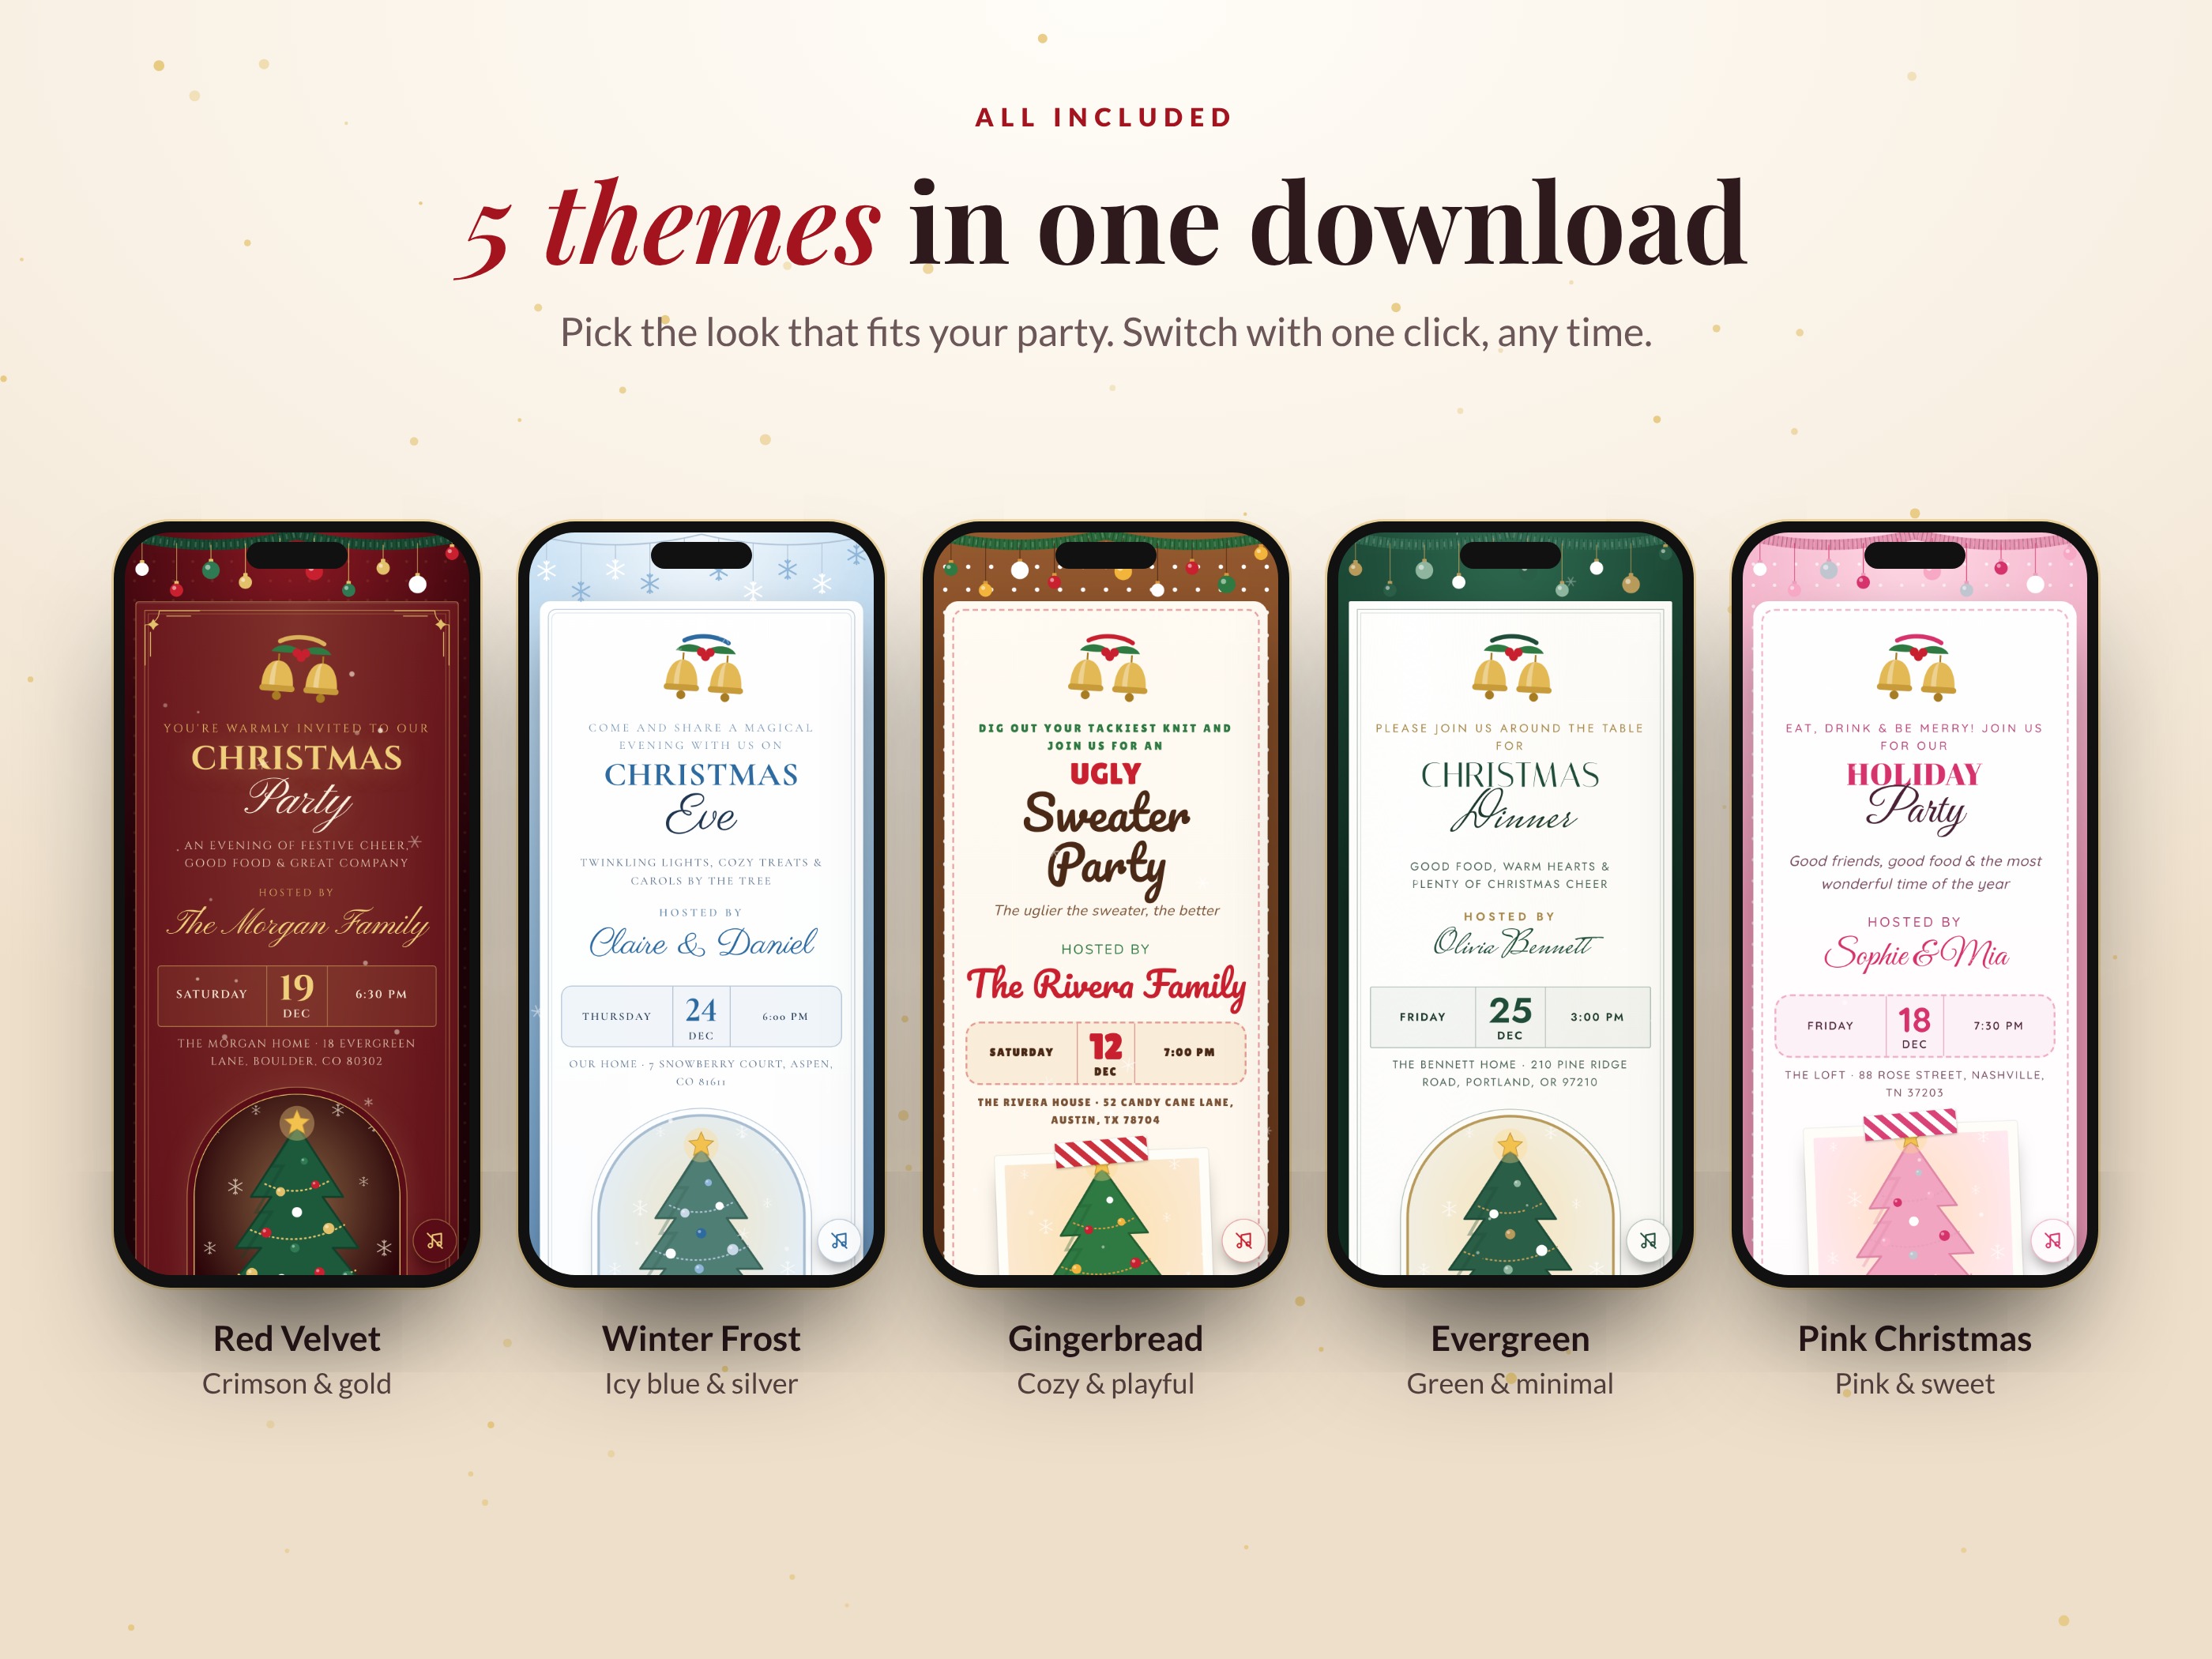 ALL INCLUDED
5 themes in one download
Pick the look that fits your party. Switch with one click, any time.
YOU'RE WARMLY INVITED TO OUR
CHRISTMAS
Party
AN EVENING OF FESTIVE CHEER,
GOOD FOOD & GREAT COMPANY
HOSTED BY
The Morgan Family
SATURDAY
19
DEC
6:30 PM
THE MORGAN HOME · 18 EVERGREEN
LANE, BOULDER, CO 80302
Red Velvet
Crimson & gold
COME AND SHARE A MAGICAL
EVENING WITH US ON
CHRISTMAS
Eve
TWINKLING LIGHTS, COZY TREATS &
CAROLS BY THE TREE
HOSTED BY
Claire & Daniel
THURSDAY
24
DEC
6:00 PM
OUR HOME · 7 SNOWBERRY COURT, ASPEN,
CO 81611
Winter Frost
Icy blue & silver
DIG OUT YOUR TACKIEST KNIT AND
JOIN US FOR AN
UGLY
Sweater
Party
The uglier the sweater, the better
HOSTED BY
The Rivera Family
SATURDAY
12
DEC
7:00 PM
THE RIVERA HOUSE · 52 CANDY CANE LANE,
AUSTIN, TX 78704
Gingerbread
Cozy & playful
PLEASE JOIN US AROUND THE TABLE
FOR
CHRISTMAS
Dinner
GOOD FOOD, WARM HEARTS &
PLENTY OF CHRISTMAS CHEER
HOSTED BY
Olivia Bennett
FRIDAY
25
DEC
3:00 PM
THE BENNETT HOME · 210 PINE RIDGE
ROAD, PORTLAND, OR 97210
Evergreen
Green & minimal
EAT, DRINK & BE MERRY! JOIN US
FOR OUR
HOLIDAY
Party
Good friends, good food & the most
wonderful time of the year
HOSTED BY
Sophie & Mia
FRIDAY
18
DEC
7:30 PM
THE LOFT · 88 ROSE STREET, NASHVILLE,
TN 37203
Pink Christmas
Pink & sweet